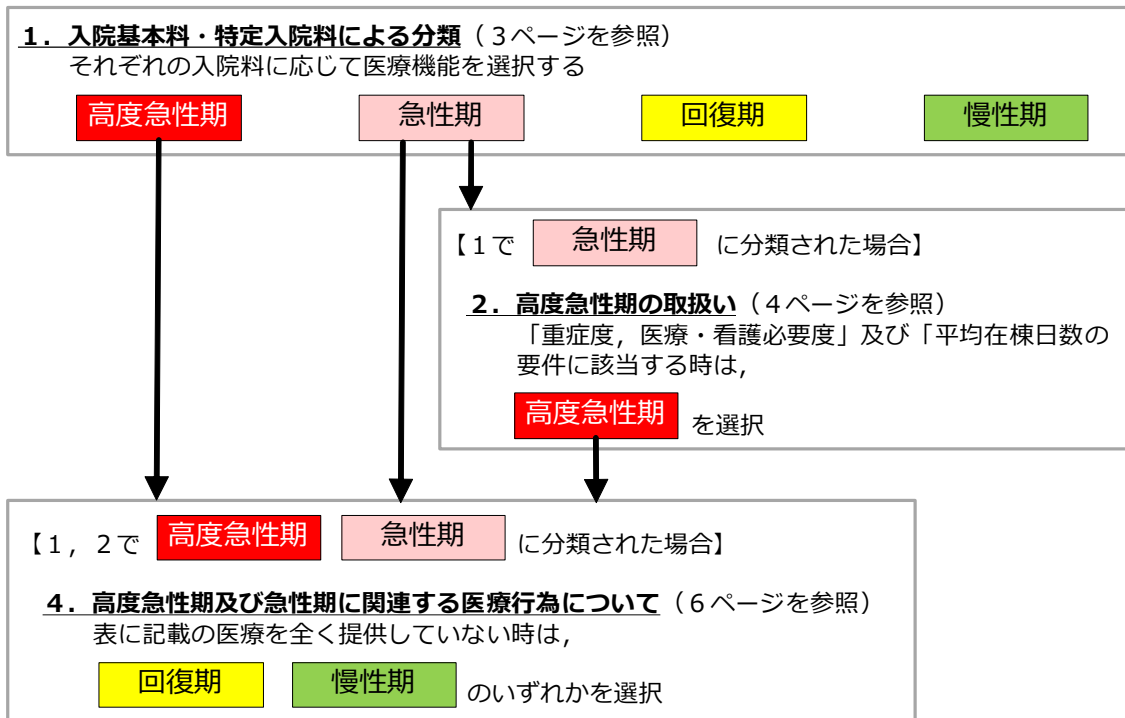 １．入院基本料・特定入院料による分類（３ページを参照）
それぞれの入院料に応じて医療機能を選択する
高度急性期 急性期 回復期 慢性期
【１で 急性期 に分類された場合】
２．高度急性期の取扱い（４ページを参照）
「重症度，医療・看護必要度」及び「平均在棟日数の
要件に該当する時は，
高度急性期 を選択
【１，２で 高度急性期 急性期 に分類された場合】
４．高度急性期及び急性期に関連する医療行為について（６ページを参照）
表に記載の医療を全く提供していない時は，
回復期 慢性期 のいずれかを選択